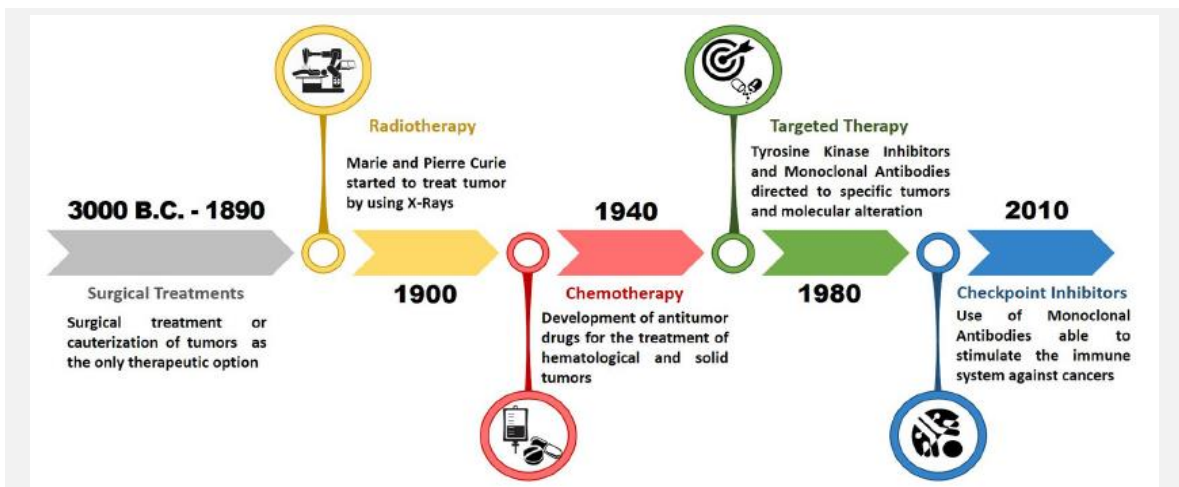 3000 B.C. - 1890
Surgical Treatments
Surgical treatment or
cauterization of tumors as
the only therapeutic option
Radiotherapy
Marie and Pierre Curie
started to treat tumor
by using X-Rays
1900
1940
Chemotherapy
Development of antitumor
drugs for the treatment of
hematological and solid
tumors
Targeted Therapy
Tyrosine Kinase Inhibitors
and Monoclonal Antibodies
directed to specific tumors
and molecular alteration
1980
2010
Checkpoint Inhibitors
Use of Monoclonal
Antibodies able to
stimulate the immune
system against cancers